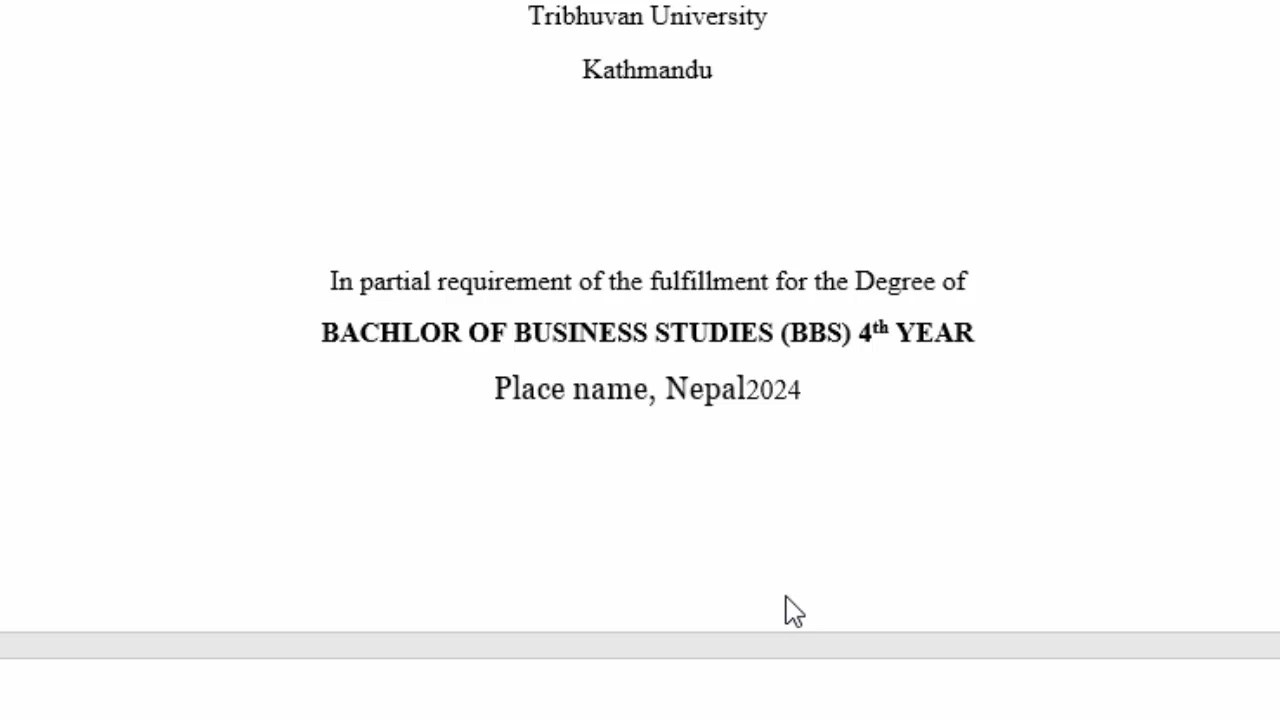 Tribhuvan University
Kathmandu
In partial requirement of the fulfillment for the Degree of
BACHLOR OF BUSINESS STUDIES (BBS) 4th YEAR
Place name, Nepal2024